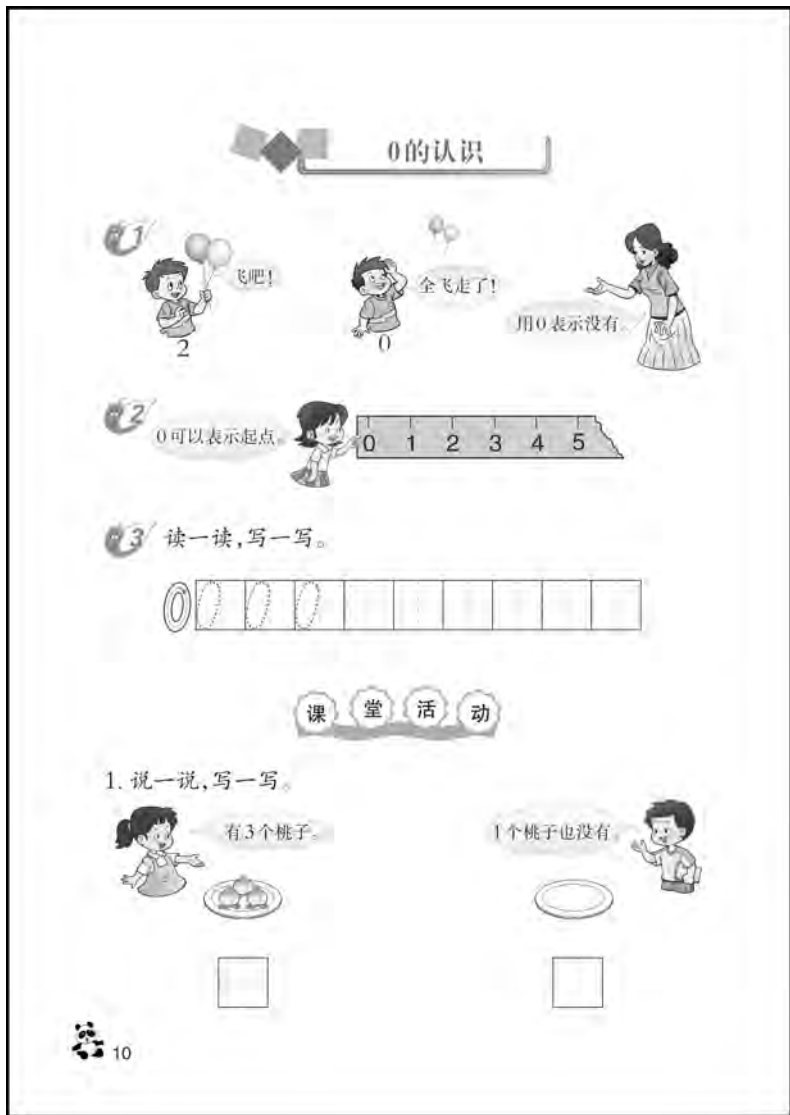 0的认识
1
飞吧!
全飞走了!
用0表示没有。
2
0
2
0可以表示起点。
0 1 2 3 4 5
3 读一读,写一写。
0 0 0 0
课堂活动
1. 说一说,写一写。
有3个桃子。
1个桃子也没有。
10